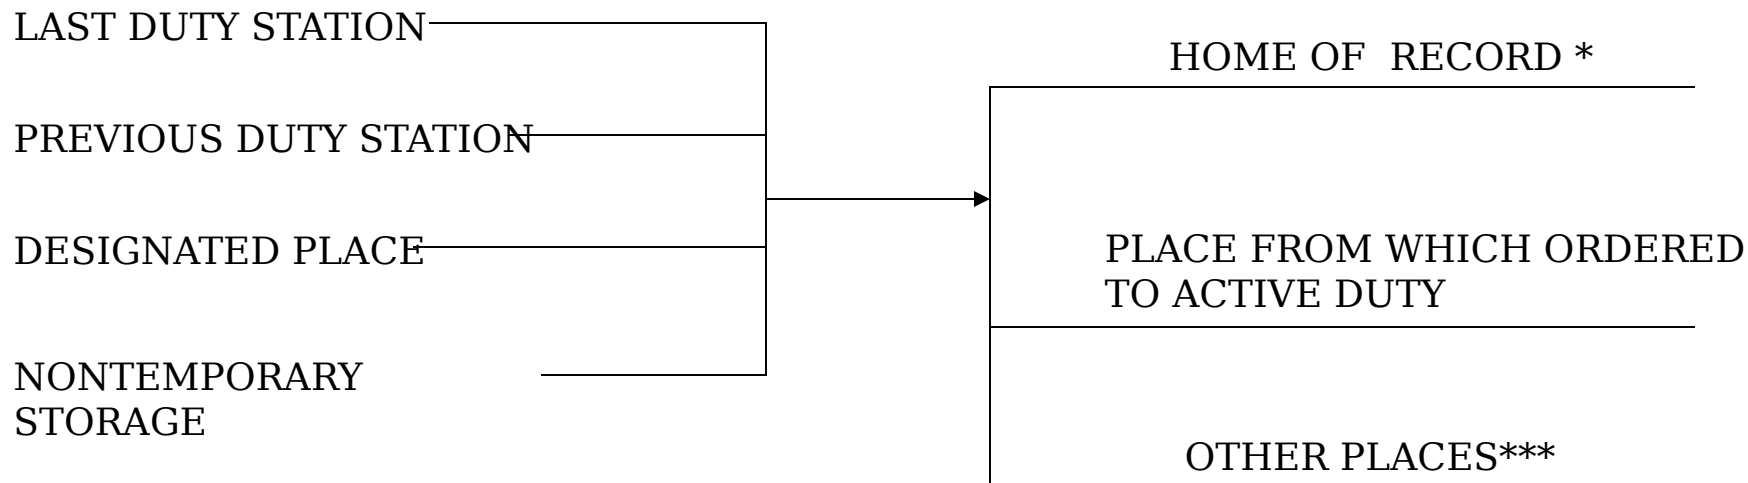 LAST DUTY STATION
PREVIOUS DUTY STATION
DESIGNATED PLACE
NONTEMPORARY
STORAGE
HOME OF  RECORD *
PLACE FROM WHICH ORDERED
TO ACTIVE DUTY
OTHER PLACES***